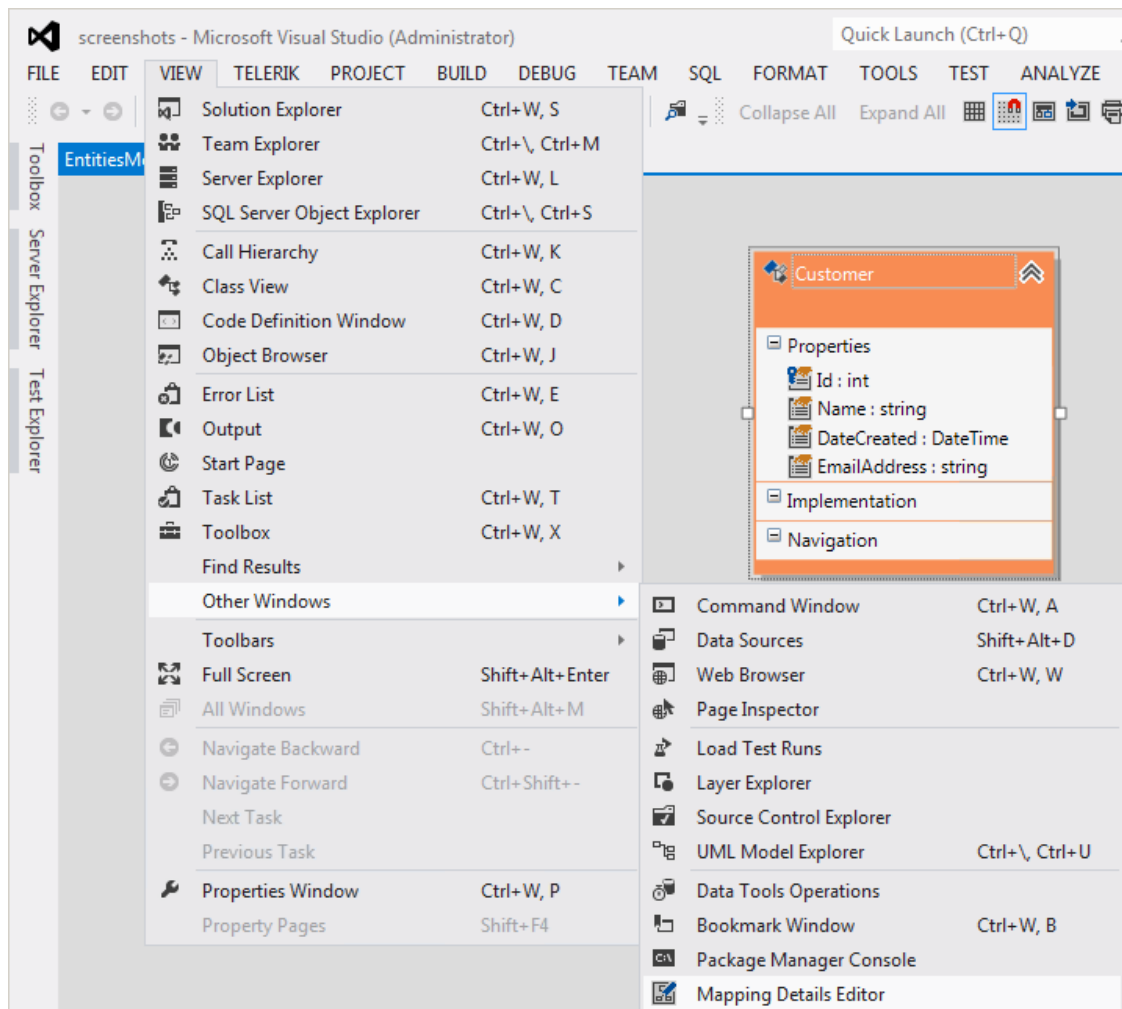 screenshots - Microsoft Visual Studio (Administrator) Quick Launch (Ctrl+Q)
FILE EDIT VIEW TELERIK PROJECT BUILD DEBUG TEAM SQL FORMAT TOOLS TEST ANALYZE
Collapse All Expand All
Toolbox
Server Explorer
Test Explorer
EntitiesMo
Solution Explorer Ctrl+W, S
Team Explorer Ctrl+\, Ctrl+M
Server Explorer Ctrl+W, L
SQL Server Object Explorer Ctrl+\, Ctrl+S
Call Hierarchy Ctrl+W, K
Class View Ctrl+W, C
Code Definition Window Ctrl+W, D
Object Browser Ctrl+W, J
Error List Ctrl+W, E
Output Ctrl+W, O
Start Page
Task List Ctrl+W, T
Toolbox Ctrl+W, X
Find Results
Other Windows
Toolbars
Full Screen Shift+Alt+Enter
All Windows Shift+Alt+M
Navigate Backward Ctrl+-
Navigate Forward Ctrl+Shift+-
Next Task
Previous Task
Properties Window Ctrl+W, P
Property Pages Shift+F4
Customer
Properties
Id : int
Name : string
DateCreated : DateTime
EmailAddress : string
Implementation
Navigation
Command Window Ctrl+W, A
Data Sources Shift+Alt+D
Web Browser Ctrl+W, W
Page Inspector
Load Test Runs
Layer Explorer
Source Control Explorer
UML Model Explorer Ctrl+\, Ctrl+U
Data Tools Operations
Bookmark Window Ctrl+W, B
Package Manager Console
Mapping Details Editor